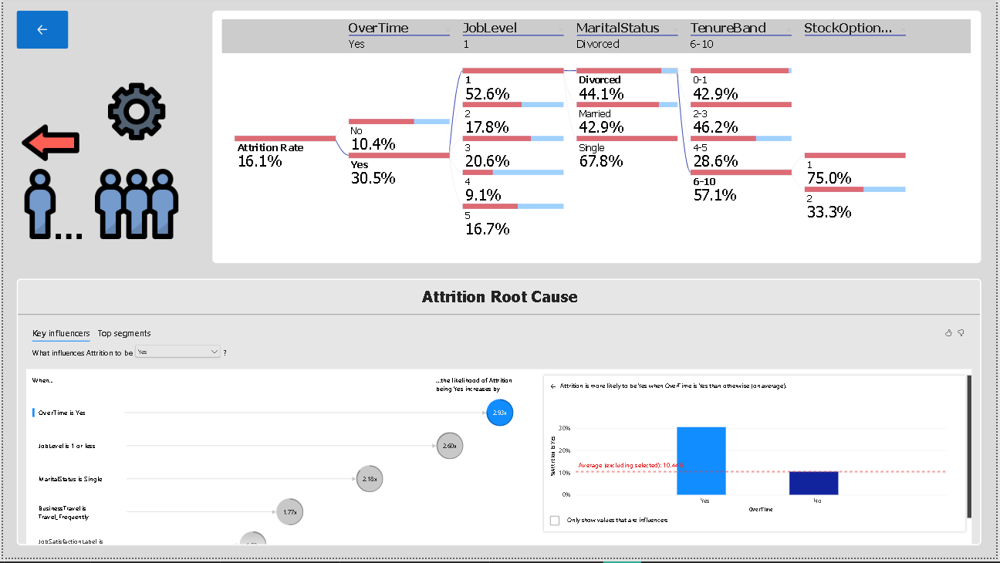 OverTime
JobLevel
MaritalStatus
TenureBand
StockOption...
Yes
1
Divorced
6-10
Attrition Rate
16.1%
No
10.4%
Yes
30.5%
1
52.6%
2
17.8%
3
20.6%
4
9.1%
5
16.7%
Divorced
44.1%
Married
42.9%
Single
67.8%
0-1
42.9%
2-3
46.2%
4-5
28.6%
6-10
57.1%
1
75.0%
2
33.3%
Attrition Root Cause
Key influencers
Top segments
What influences Attrition to be Yes ?
When...
...the likelihood of Attrition
being Yes increases by
OverTime is Yes
2.93x
JobLevel is 1 or less
2.60x
MaritalStatus is Single
2.18x
BusinessTravel is
Travel_Frequently
1.77x
JobSatisfactionLabel is
Attrition is more likely to be Yes when OverTime is Yes than otherwise (on average).
%Attrition is Yes
30%
20%
10%
0%
Average (excluding selected): 10.44%
Yes
No
OverTime
Only show values that are influencers